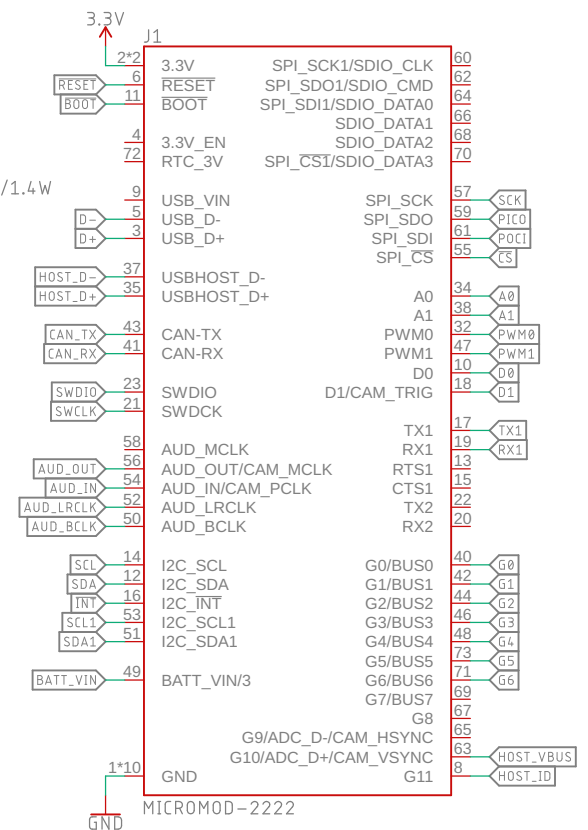 3.3V
J1
2*2 3.3V SPI_SCK1/SDIO_CLK 60
RESET 6 RESET SPI_SDO1/SDIO_CMD 62
BOOT 11 BOOT SPI_SDI1/SDIO_DATA0 64
SDIO_DATA1 66
4 3.3V_EN SDIO_DATA2 68
72 RTC_3V SPI_CS1/SDIO_DATA3 70
/1.4W
9 USB_VIN SPI_SCK 57 SCK
D- 5 USB_D- SPI_SDO 59 PICO
D+ 3 USB_D+ SPI_SDI 61 POCI
SPI_CS 55 CS
HOST_D- 37 USBHOST_D-
HOST_D+ 35 USBHOST_D+ A0 34 A0
A1 38 A1
CAN_TX 43 CAN-TX PWM0 32 PWM0
CAN_RX 41 CAN-RX PWM1 47 PWM1
D0 10 D0
SWDIO 23 SWDIO D1/CAM_TRIG 18 D1
SWCLK 21 SWDCK
TX1 17 TX1
58 AUD_MCLK RX1 19 RX1
AUD_OUT 56 AUD_OUT/CAM_MCLK RTS1 13
AUD_IN 54 AUD_IN/CAM_PCLK CTS1 15
AUD_LRCLK 52 AUD_LRCLK TX2 22
AUD_BCLK 50 AUD_BCLK RX2 20
SCL 14 I2C_SCL G0/BUS0 40 G0
SDA 12 I2C_SDA G1/BUS1 42 G1
INT 16 I2C_INT G2/BUS2 44 G2
SCL1 53 I2C_SCL1 G3/BUS3 46 G3
SDA1 51 I2C_SDA1 G4/BUS4 48 G4
G5/BUS5 73 G5
BATT_VIN 49 BATT_VIN/3 G6/BUS6 71 G6
G7/BUS7 69
G8 67
G9/ADC_D-/CAM_HSYNC 65
G10/ADC_D+/CAM_VSYNC 63 HOST_VBUS
1*10 GND G11 8 HOST_ID
MICROMOD-2222
GND